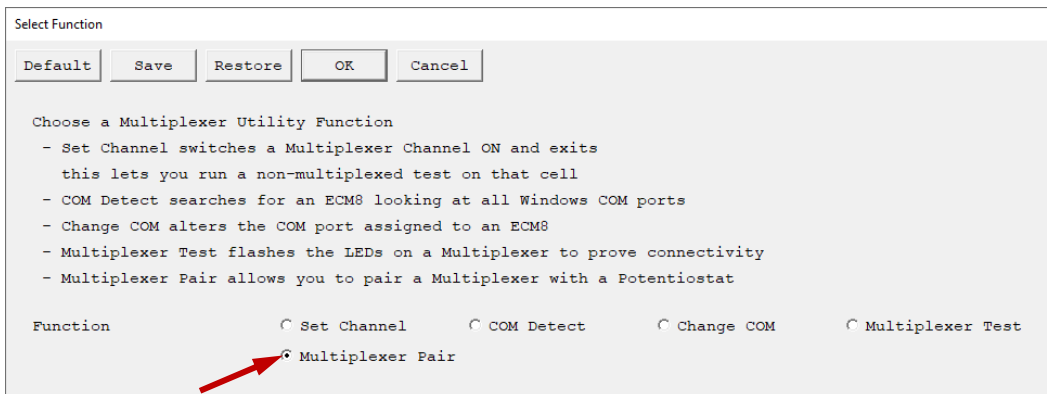 Select Function
Default Save Restore OK Cancel
Choose a Multiplexer Utility Function
- Set Channel switches a Multiplexer Channel ON and exits
this lets you run a non-multiplexed test on that cell
- COM Detect searches for an ECM8 looking at all Windows COM ports
- Change COM alters the COM port assigned to an ECM8
- Multiplexer Test flashes the LEDs on a Multiplexer to prove connectivity
- Multiplexer Pair allows you to pair a Multiplexer with a Potentiostat
Function Set Channel COM Detect Change COM Multiplexer Test
Multiplexer Pair